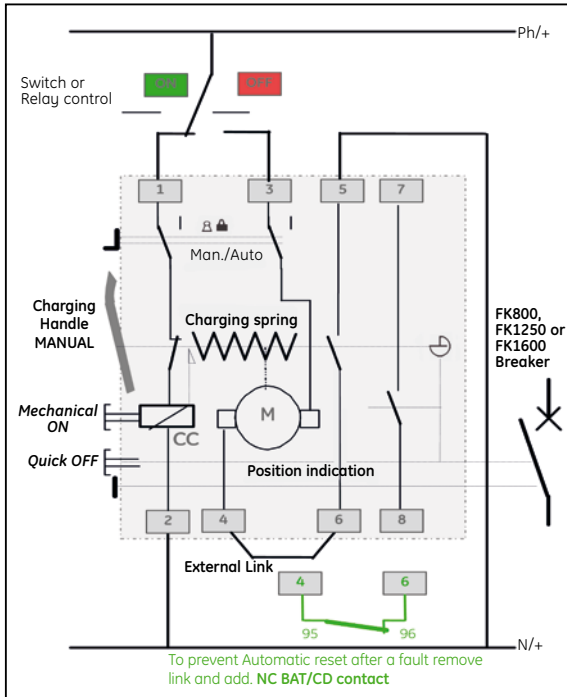 Ph/+
Switch or
Relay control
ON
OFF
1
3
5
7
Man./Auto
Charging
Handle
MANUAL
Charging spring
FK800,
FK1250 or
FK1600
Breaker
Mechanical
ON
M
CC
Quick OFF
Position indication
2
4
6
8
External Link
4
6
95
96
N/+
To prevent Automatic reset after a fault remove
link and add. NC BAT/CD contact